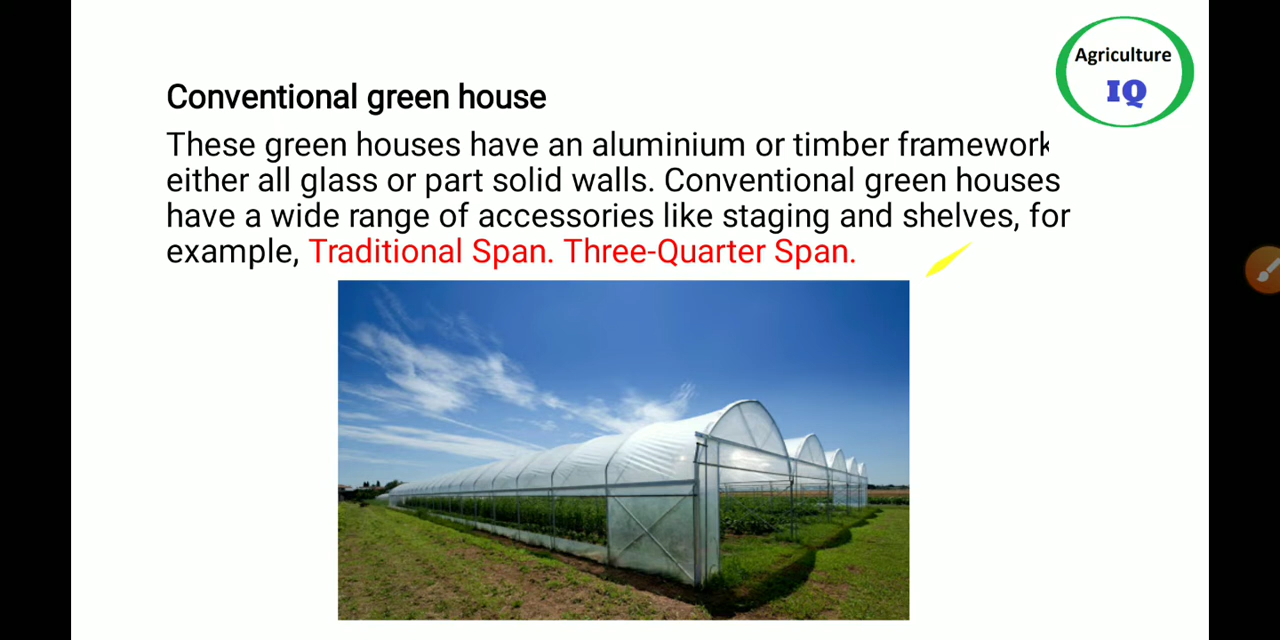 Agriculture
IQ
Conventional green house
These green houses have an aluminium or timber framework
either all glass or part solid walls. Conventional green houses
have a wide range of accessories like staging and shelves, for
example, Traditional Span. Three-Quarter Span.